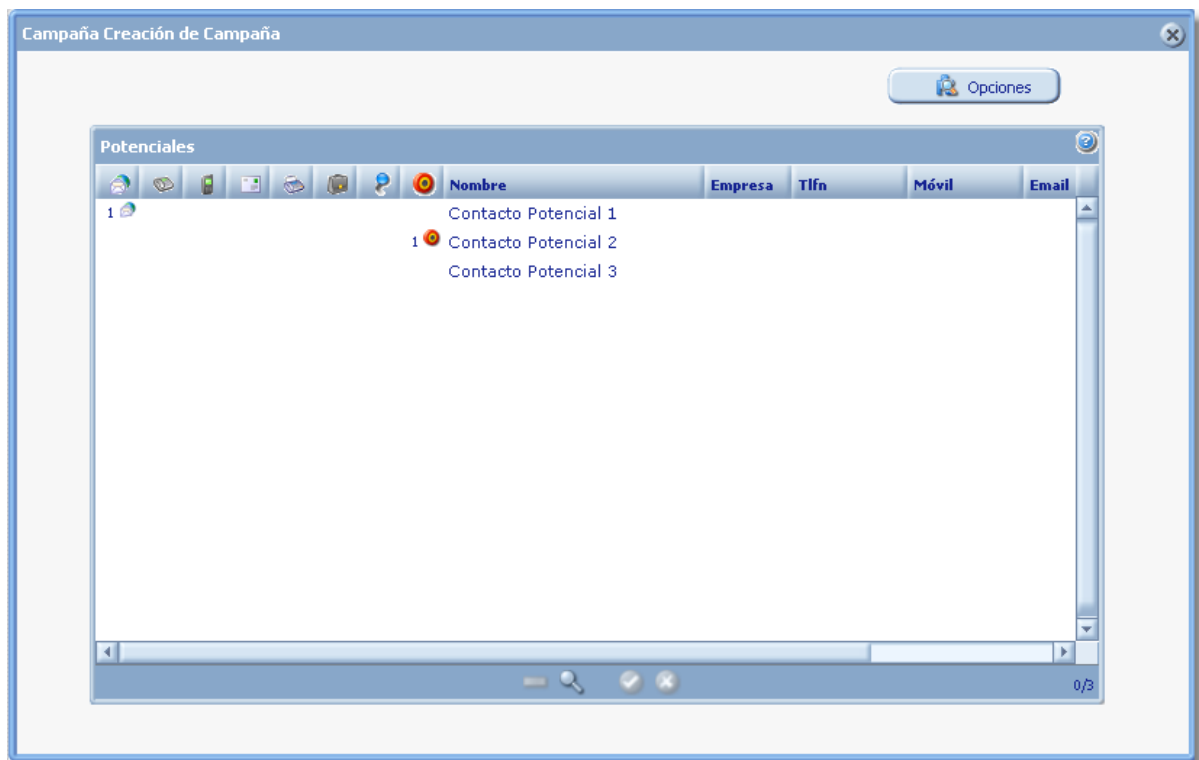 Campaña Creación de Campaña
Opciones
Potenciales
Nombre Empresa Tlfn Móvil Email
1 Contacto Potencial 1
1 Contacto Potencial 2
Contacto Potencial 3
0/3